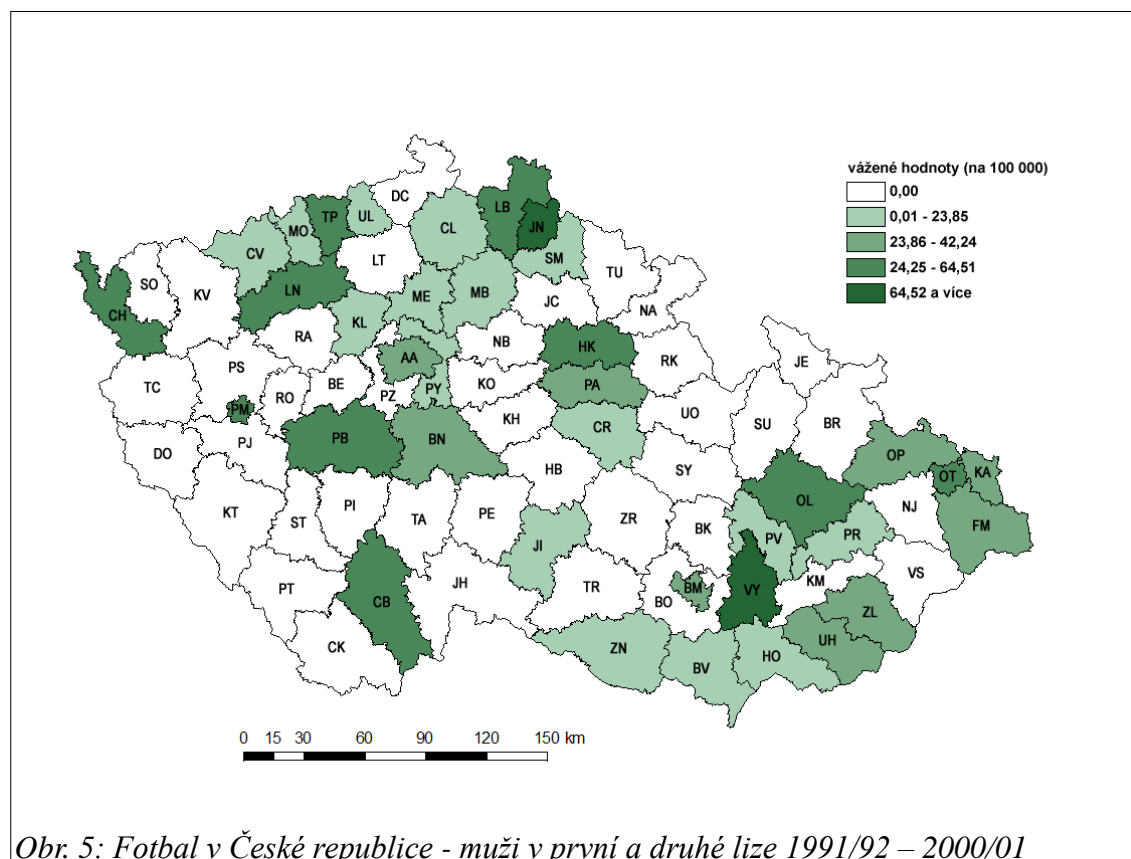 vážené hodnoty (na 100 000)
0,00
0,01 - 23,85
23,86 - 42,24
24,25 - 64,51
64,52 a více
DC
LB
JN
TP
UL
MO
CL
CV
SM
TU
LT
SO
KV
LN
ME
MB
JC
NA
CH
KL
RA
NB
HK
RK
AA
JE
PS
TC
RO
BE
PZ
PY
KO
PA
PM
UO
SU
BR
KH
CR
PJ
PB
BN
DO
OP
KA
OT
HB
SY
OL
KT
ST
PI
TA
PE
ZR
BK
NJ
FM
JI
PV
PR
PT
CB
JH
TR
BO
BM
VY
KM
VS
ZL
CK
ZN
BV
HO
UH
0 15 30 60 90 120 150 km
Obr. 5: Fotbal v České republice - muži v první a druhé lize 1991/92 – 2000/01